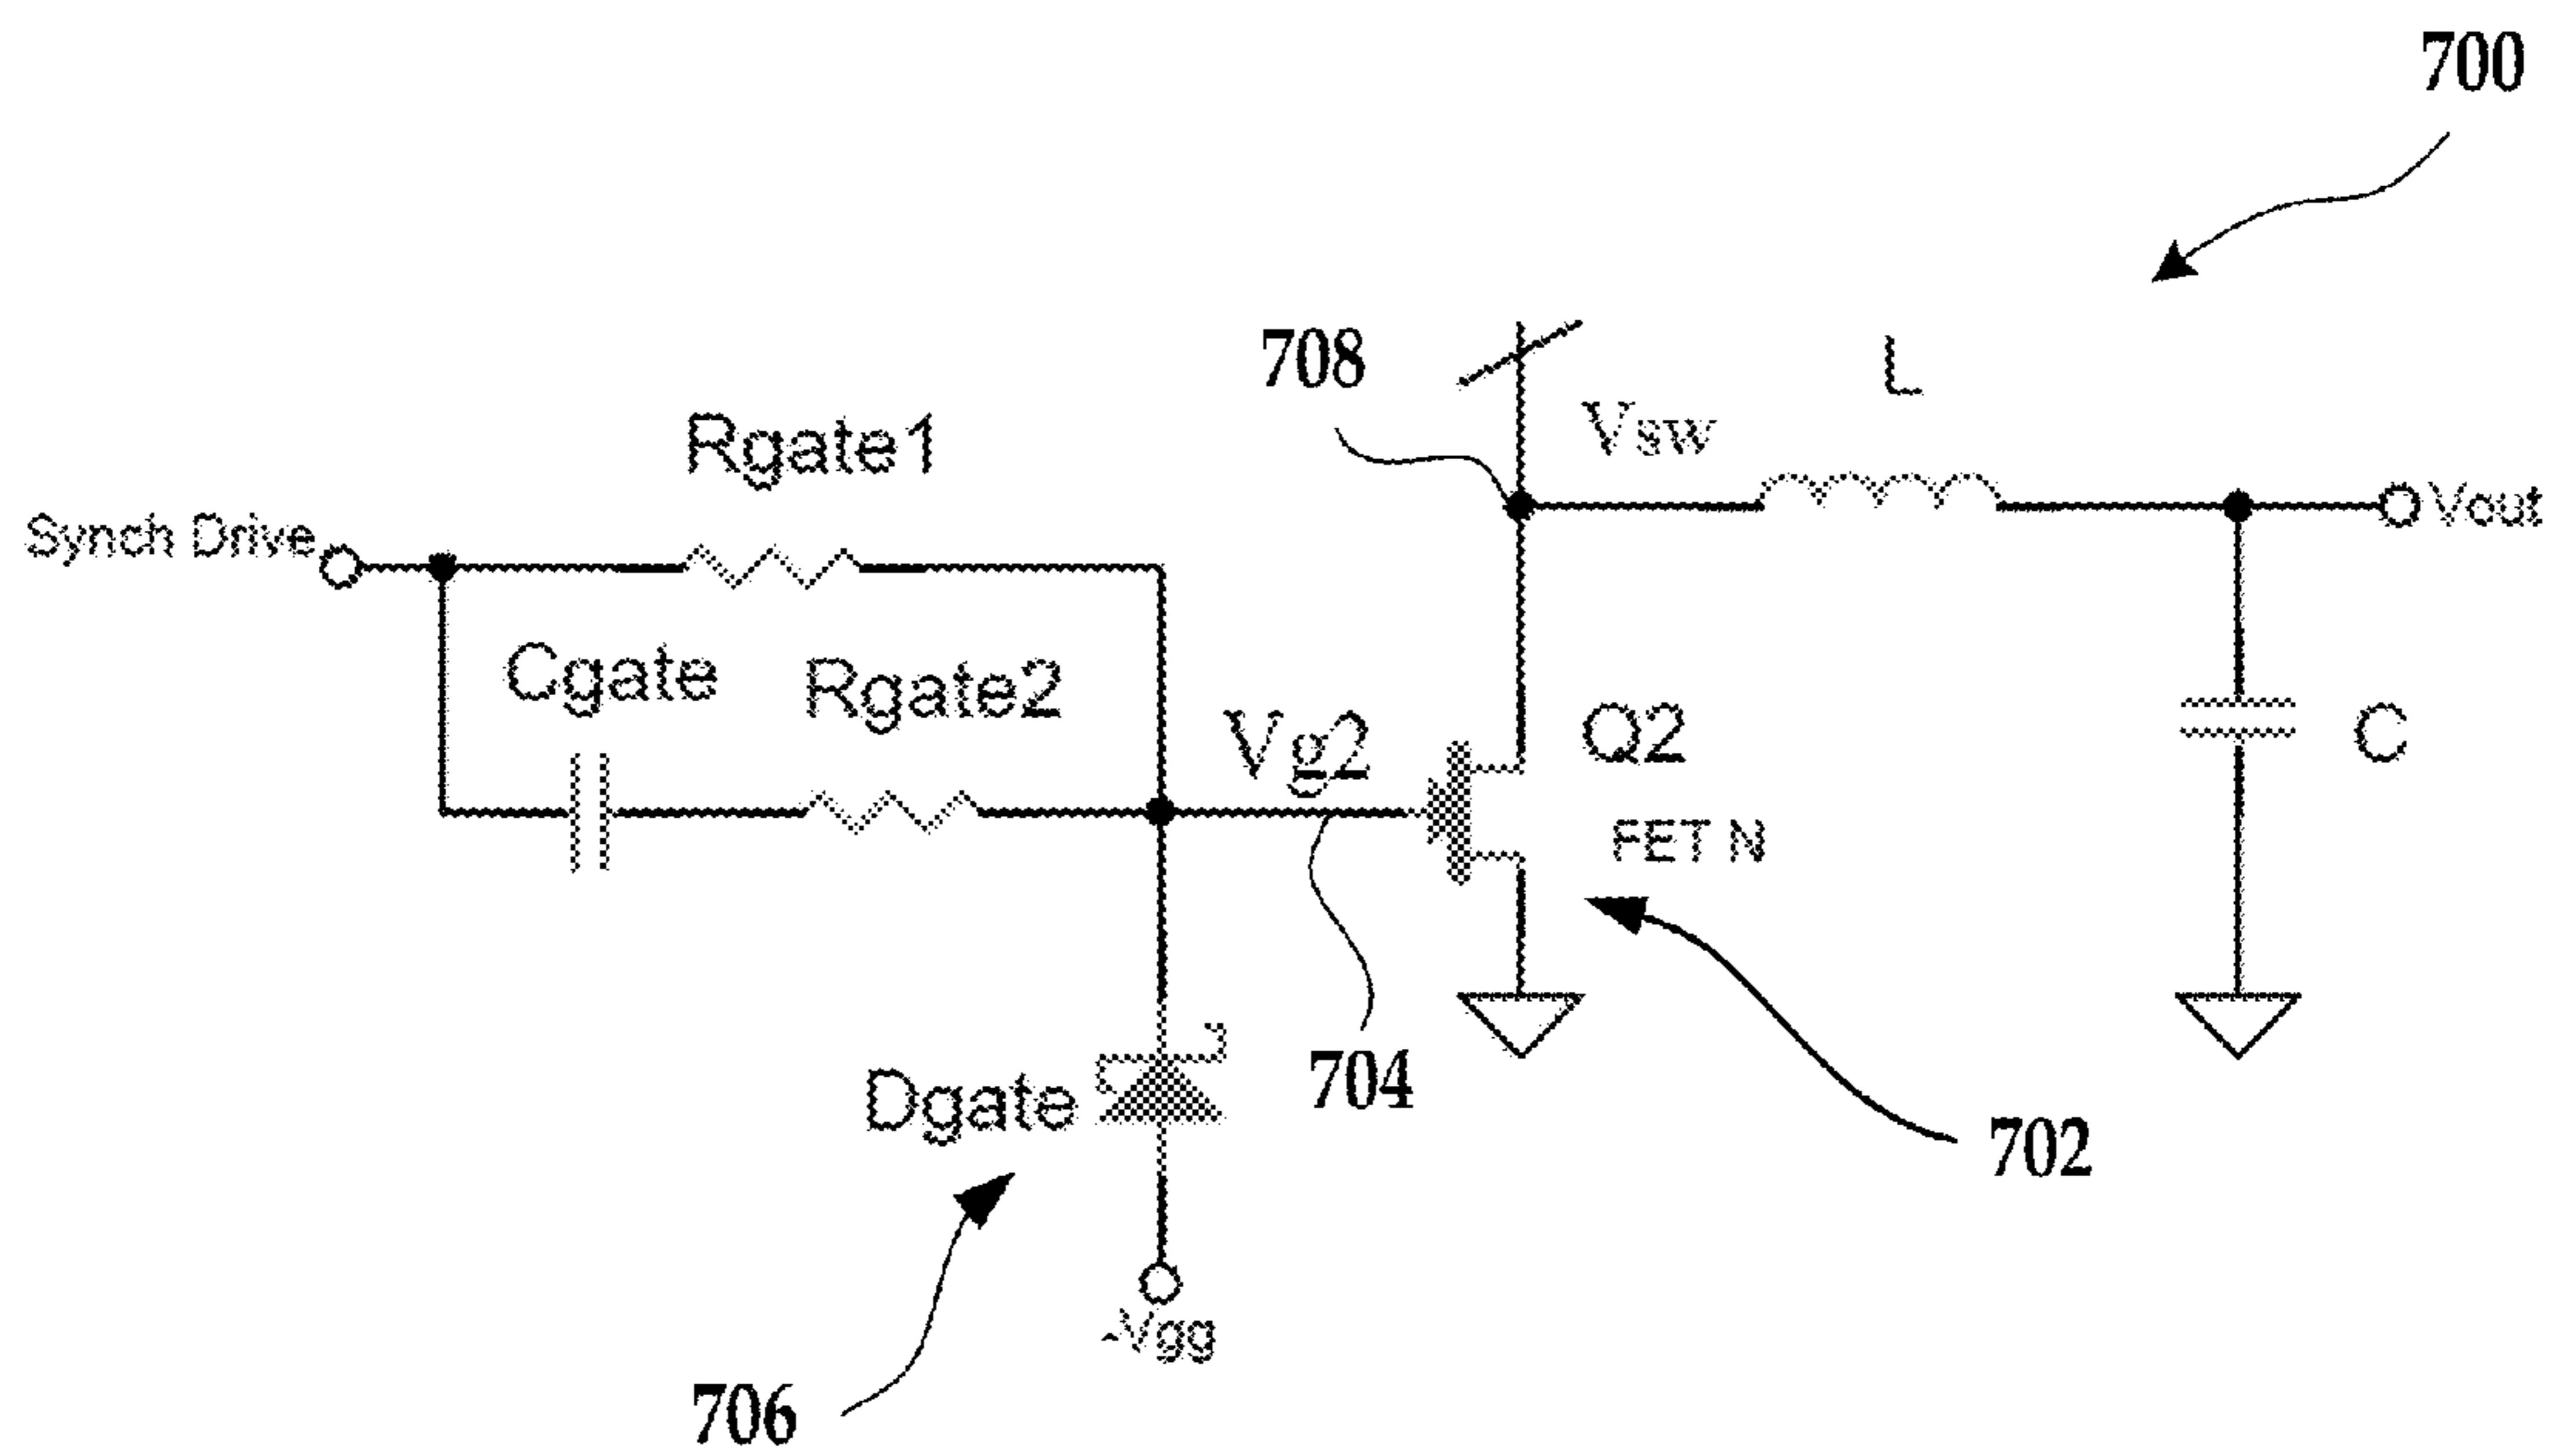 700
708
L
Vsw
Rgate1
Synch Drive
Vout
Cgate
Rgate2
Vg2
Q2
C
FET N
Dgate
704
702
-Vgg
706